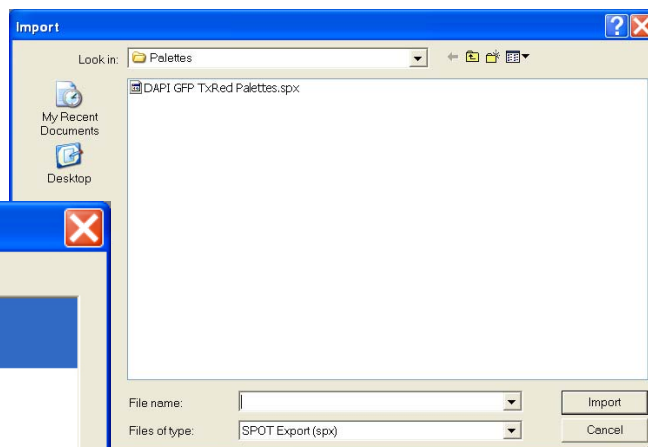 Import
Look in: Palettes
DAPI GFP TxRed Palettes.spx
My Recent
Documents
Desktop
File name: Import
Files of type: SPOT Export (spx) Cancel